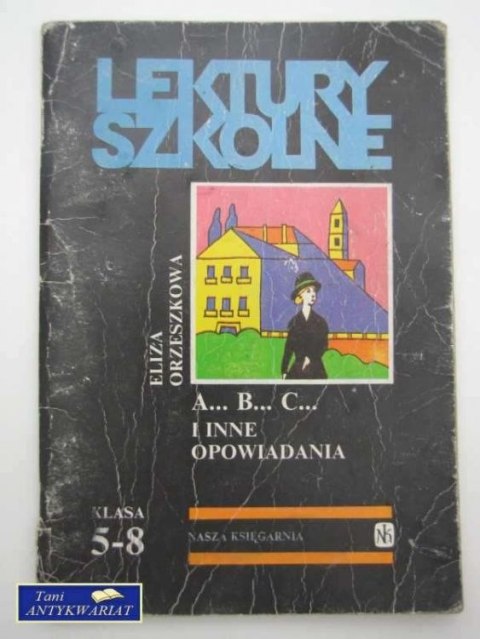 LEKTURY
SZKOLNE
ELIZA
ORZESZKOWA
A... B... C...
I INNE
OPOWIADANIA
KLASA
5-8
NASZA KSIĘGARNIA
NK
Tani
ANTYKWARIAT